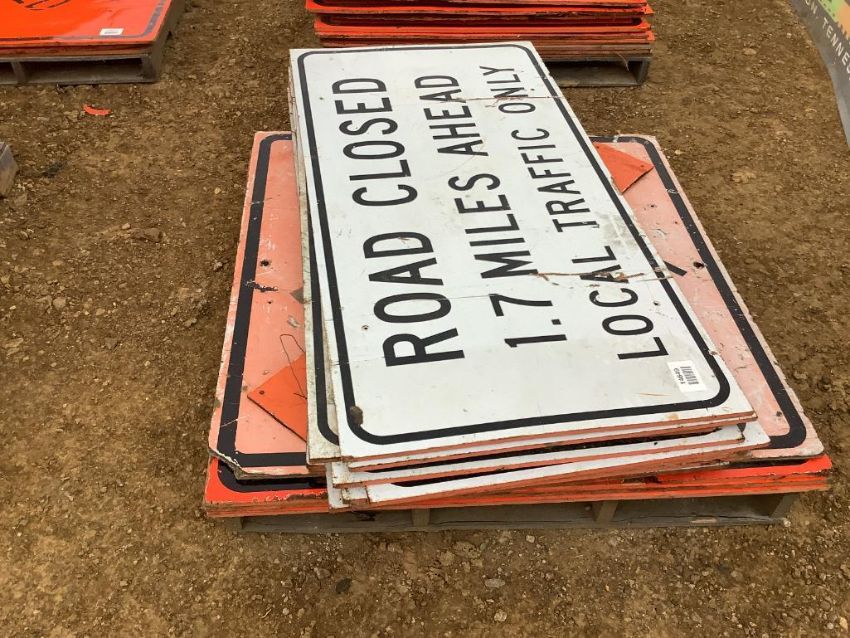 ROAD CLOSED
1.7 MILES AHEAD
LOCAL TRAFFIC ONLY